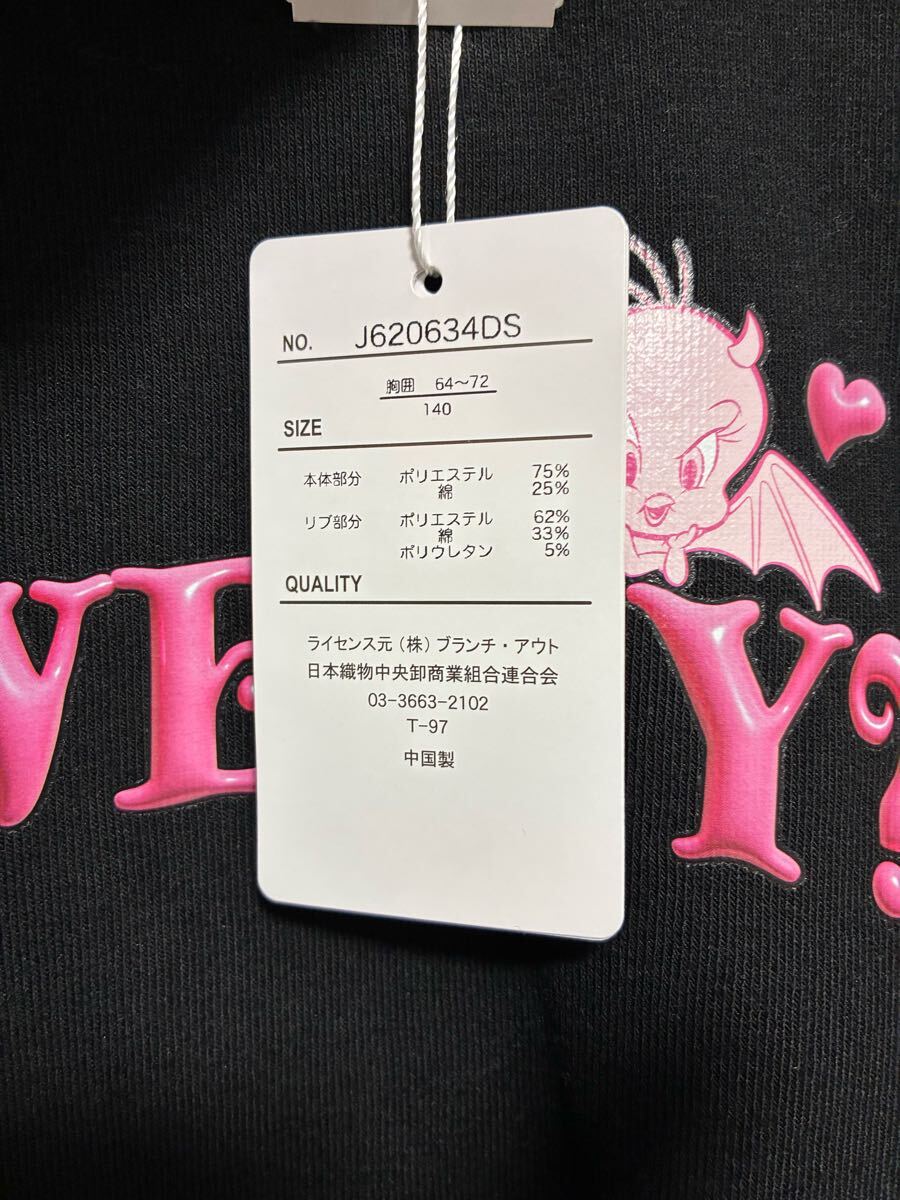 NO. J620634DS
胸囲 64～72
140
SIZE
本体部分 ポリエステル 75%
綿 25%
リブ部分 ポリエステル 62%
綿 33%
ポリウレタン 5%
QUALITY
ライセンス元（株）ブランチ・アウト
日本織物中央卸商業組合連合会
03-3663-2102
T-97
中国製
WE Y?